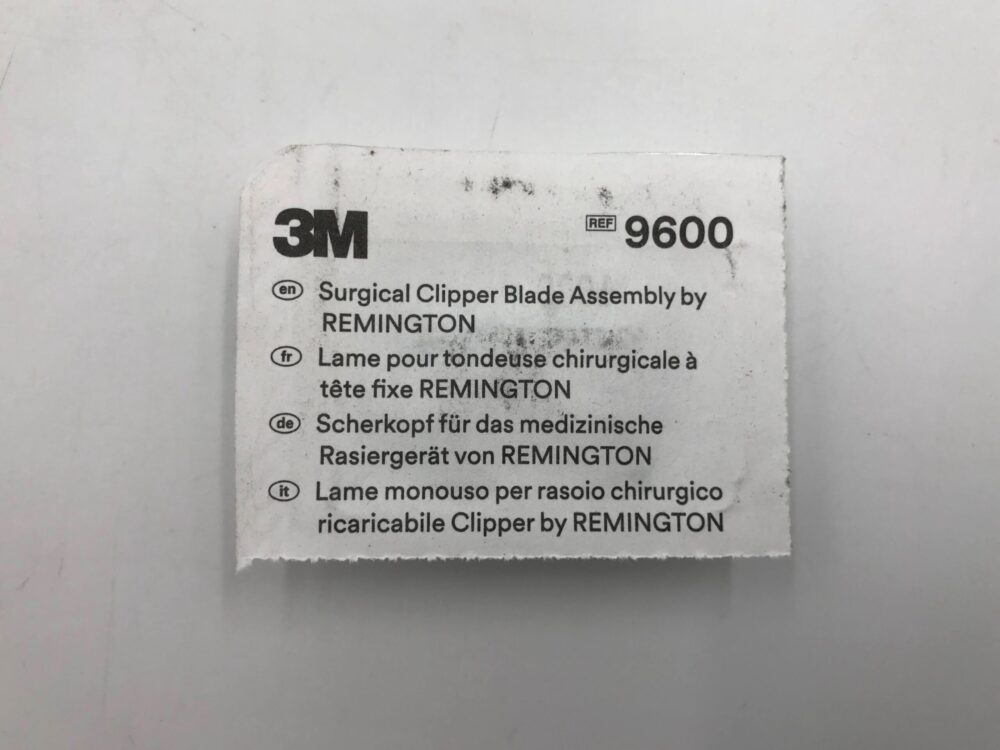 3M
REF 9600
en Surgical Clipper Blade Assembly by
REMINGTON
fr Lame pour tondeuse chirurgicale à
tête fixe REMINGTON
de Scherkopf für das medizinische
Rasiergerät von REMINGTON
it Lame monouso per rasoio chirurgico
ricaricabile Clipper by REMINGTON